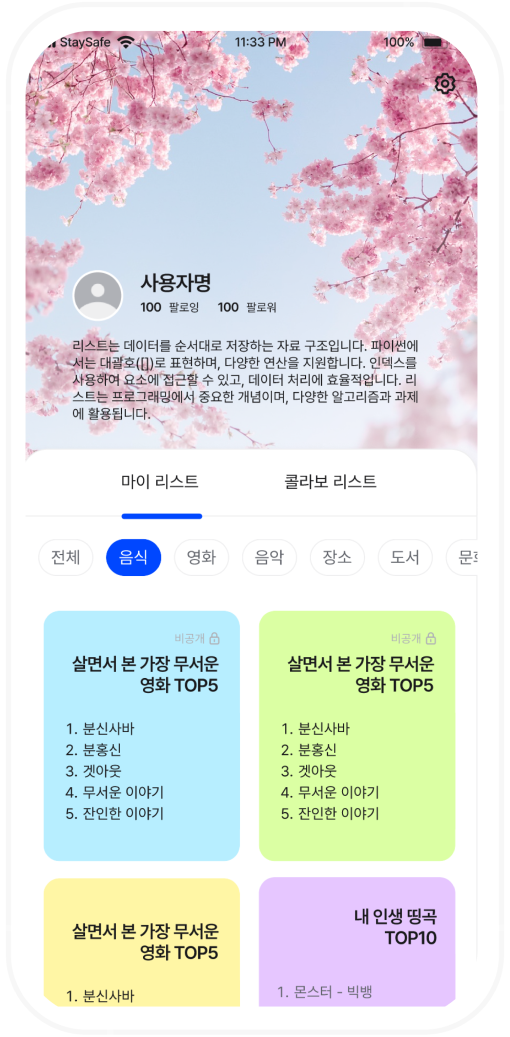 StaySafe 11:33 PM 100%
사용자명
100 팔로잉 100 팔로워
리스트는 데이터를 순서대로 저장하는 자료 구조입니다. 파이썬에
서는 대괄호([])로 표현하며, 다양한 연산을 지원합니다. 인덱스를
사용하여 요소에 접근할 수 있고, 데이터 처리에 효율적입니다. 리
스트는 프로그래밍에서 중요한 개념이며, 다양한 알고리즘과 과제
에 활용됩니다.
마이 리스트 콜라보 리스트
전체 음식 영화 음악 장소 도서
비공개
살면서 본 가장 무서운
영화 TOP5
1. 분신사바
2. 분홍신
3. 겟아웃
4. 무서운 이야기
5. 잔인한 이야기
비공개
살면서 본 가장 무서운
영화 TOP5
1. 분신사바
2. 분홍신
3. 겟아웃
4. 무서운 이야기
5. 잔인한 이야기
살면서 본 가장 무서운
영화 TOP5
1. 분신사바
내 인생 띵곡
TOP10
1. 몬스터 - 빅뱅